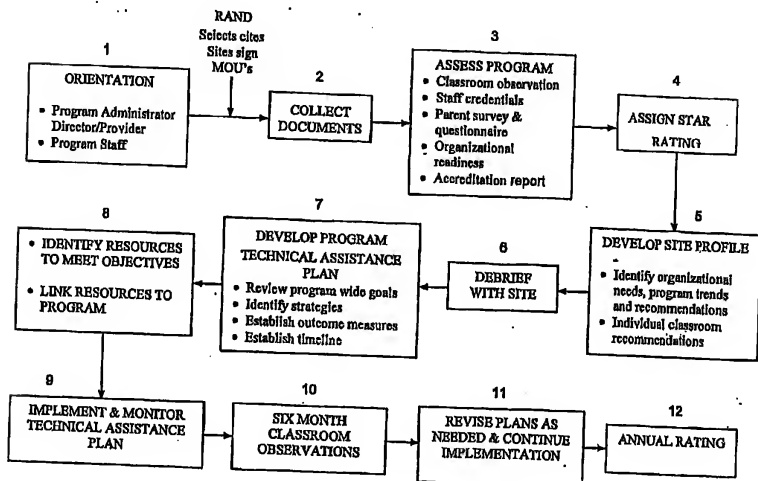 RAND
Selects cites
Sites sign
MOU's
1
ORIENTATION
• Program Administrator
Director/Provider
• Program Staff
2
COLLECT
DOCUMENTS
3
ASSESS PROGRAM
• Classroom observation
• Staff credentials
• Parent survey &
questionnaire
• Organizational
readiness
• Accreditation report
4
ASSIGN STAR
RATING
5
DEVELOP SITE PROFILE
• Identify organizational
needs, program trends
and recommendations
• Individual classroom
recommendations
6
DEBRIEF
WITH SITE
7
DEVELOP PROGRAM
TECHNICAL ASSISTANCE
PLAN
• Review program wide goals
• Identify strategies
• Establish outcome measures
• Establish timeline
8
• IDENTIFY RESOURCES
TO MEET OBJECTIVES
• LINK RESOURCES TO
PROGRAM
9
IMPLEMENT & MONITOR
TECHNICAL ASSISTANCE
PLAN
10
SIX MONTH
CLASSROOM
OBSERVATIONS
11
REVISE PLANS AS
NEEDED & CONTINUE
IMPLEMENTATION
12
ANNUAL RATING